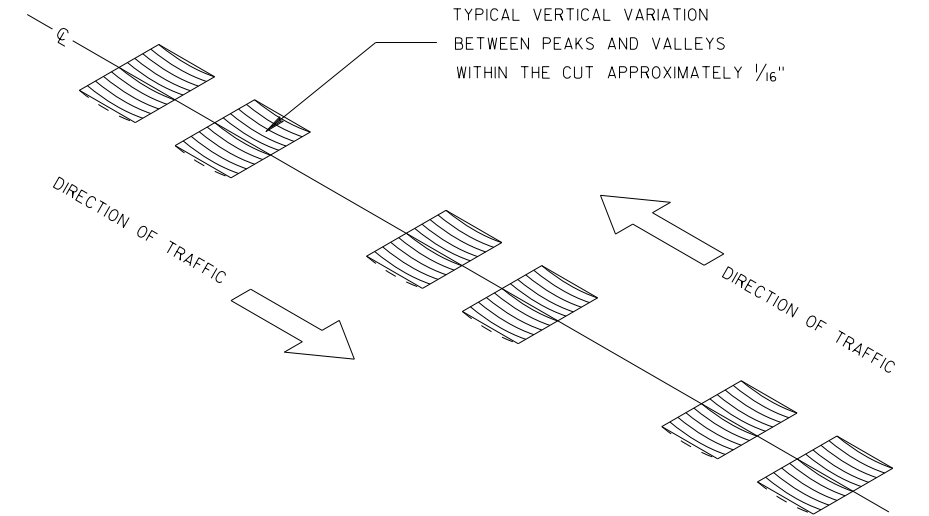 ℄
TYPICAL VERTICAL VARIATION
BETWEEN PEAKS AND VALLEYS
WITHIN THE CUT APPROXIMATELY 1/16"
DIRECTION OF TRAFFIC
DIRECTION OF TRAFFIC